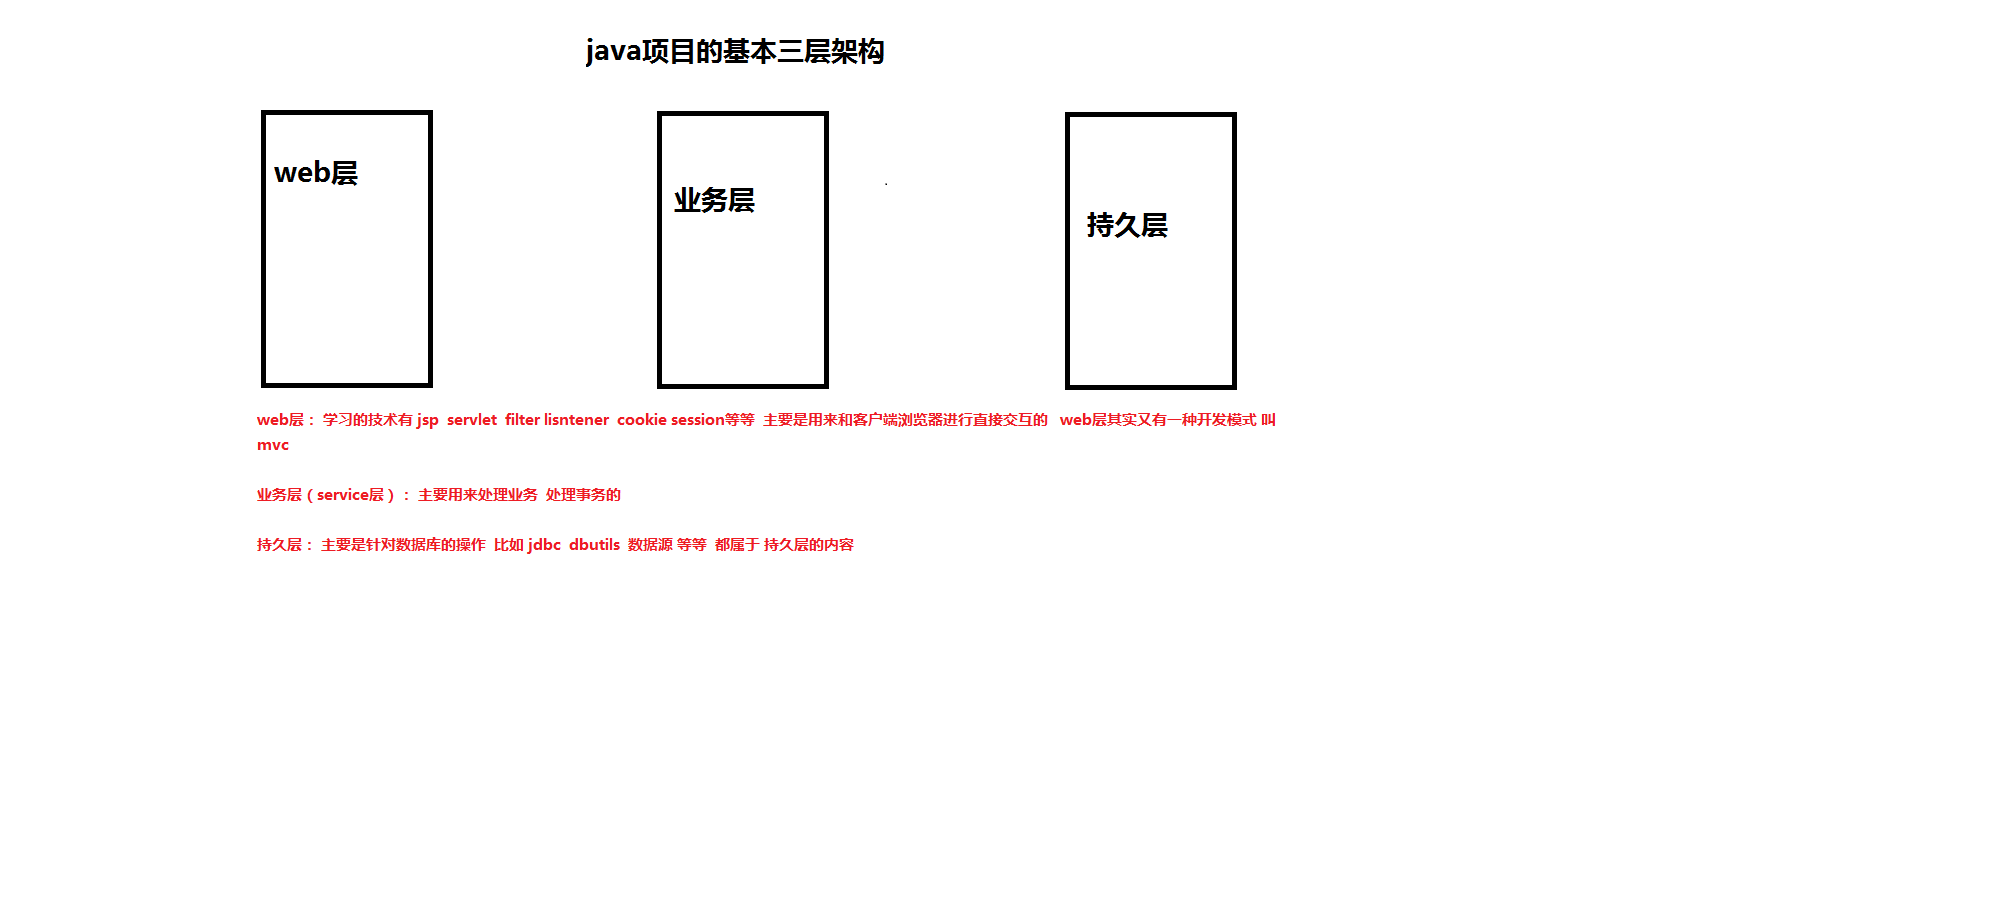 java项目的基本三层架构
web层
业务层
持久层
web层： 学习的技术有 jsp  servlet  filter lisntener  cookie session等等  主要是用来和客户端浏览器进行直接交互的   web层其实又有一种开发模式 叫
mvc
业务层（service层）： 主要用来处理业务  处理事务的
持久层： 主要是针对数据库的操作  比如 jdbc  dbutils  数据源 等等  都属于 持久层的内容